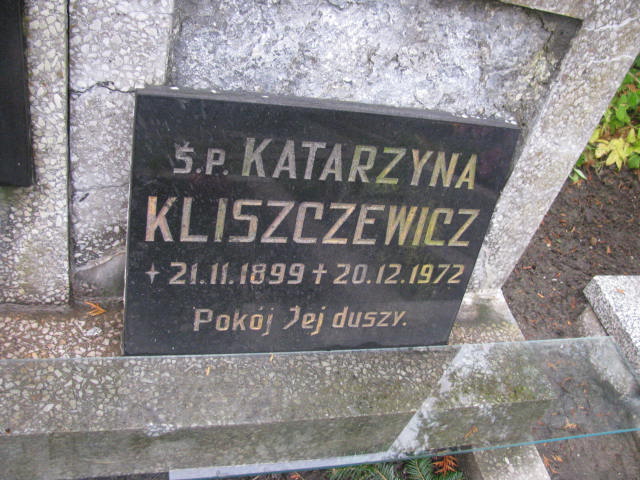 Ś.P. KATARZYNA
KLISZCZEWICZ
+ 21.11.1899 + 20.12.1972
Pokój Jej duszy.